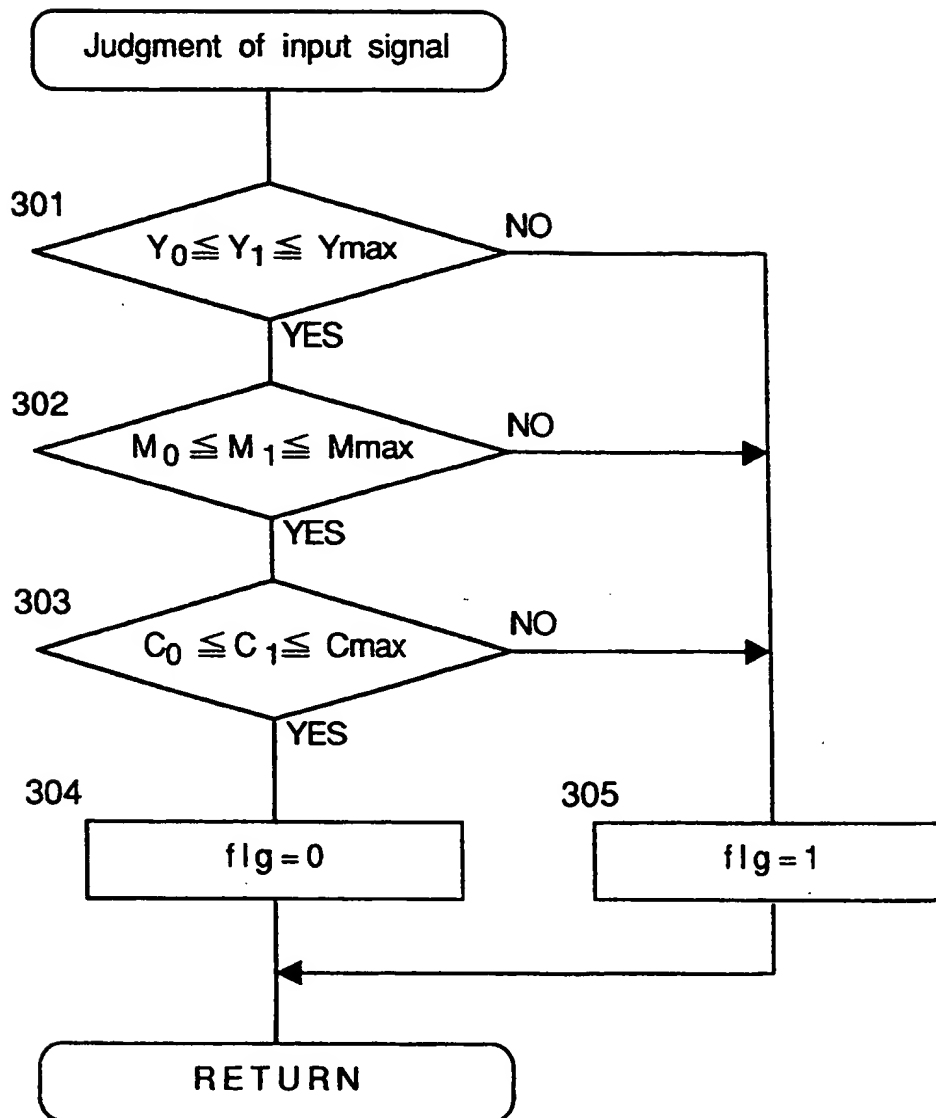 Judgment of input signal
301
Y₀ ≦ Y₁ ≦ Ymax
NO
YES
302
M₀ ≦ M₁ ≦ Mmax
NO
YES
303
C₀ ≦ C₁ ≦ Cmax
NO
YES
304
flg=0
305
flg=1
RETURN